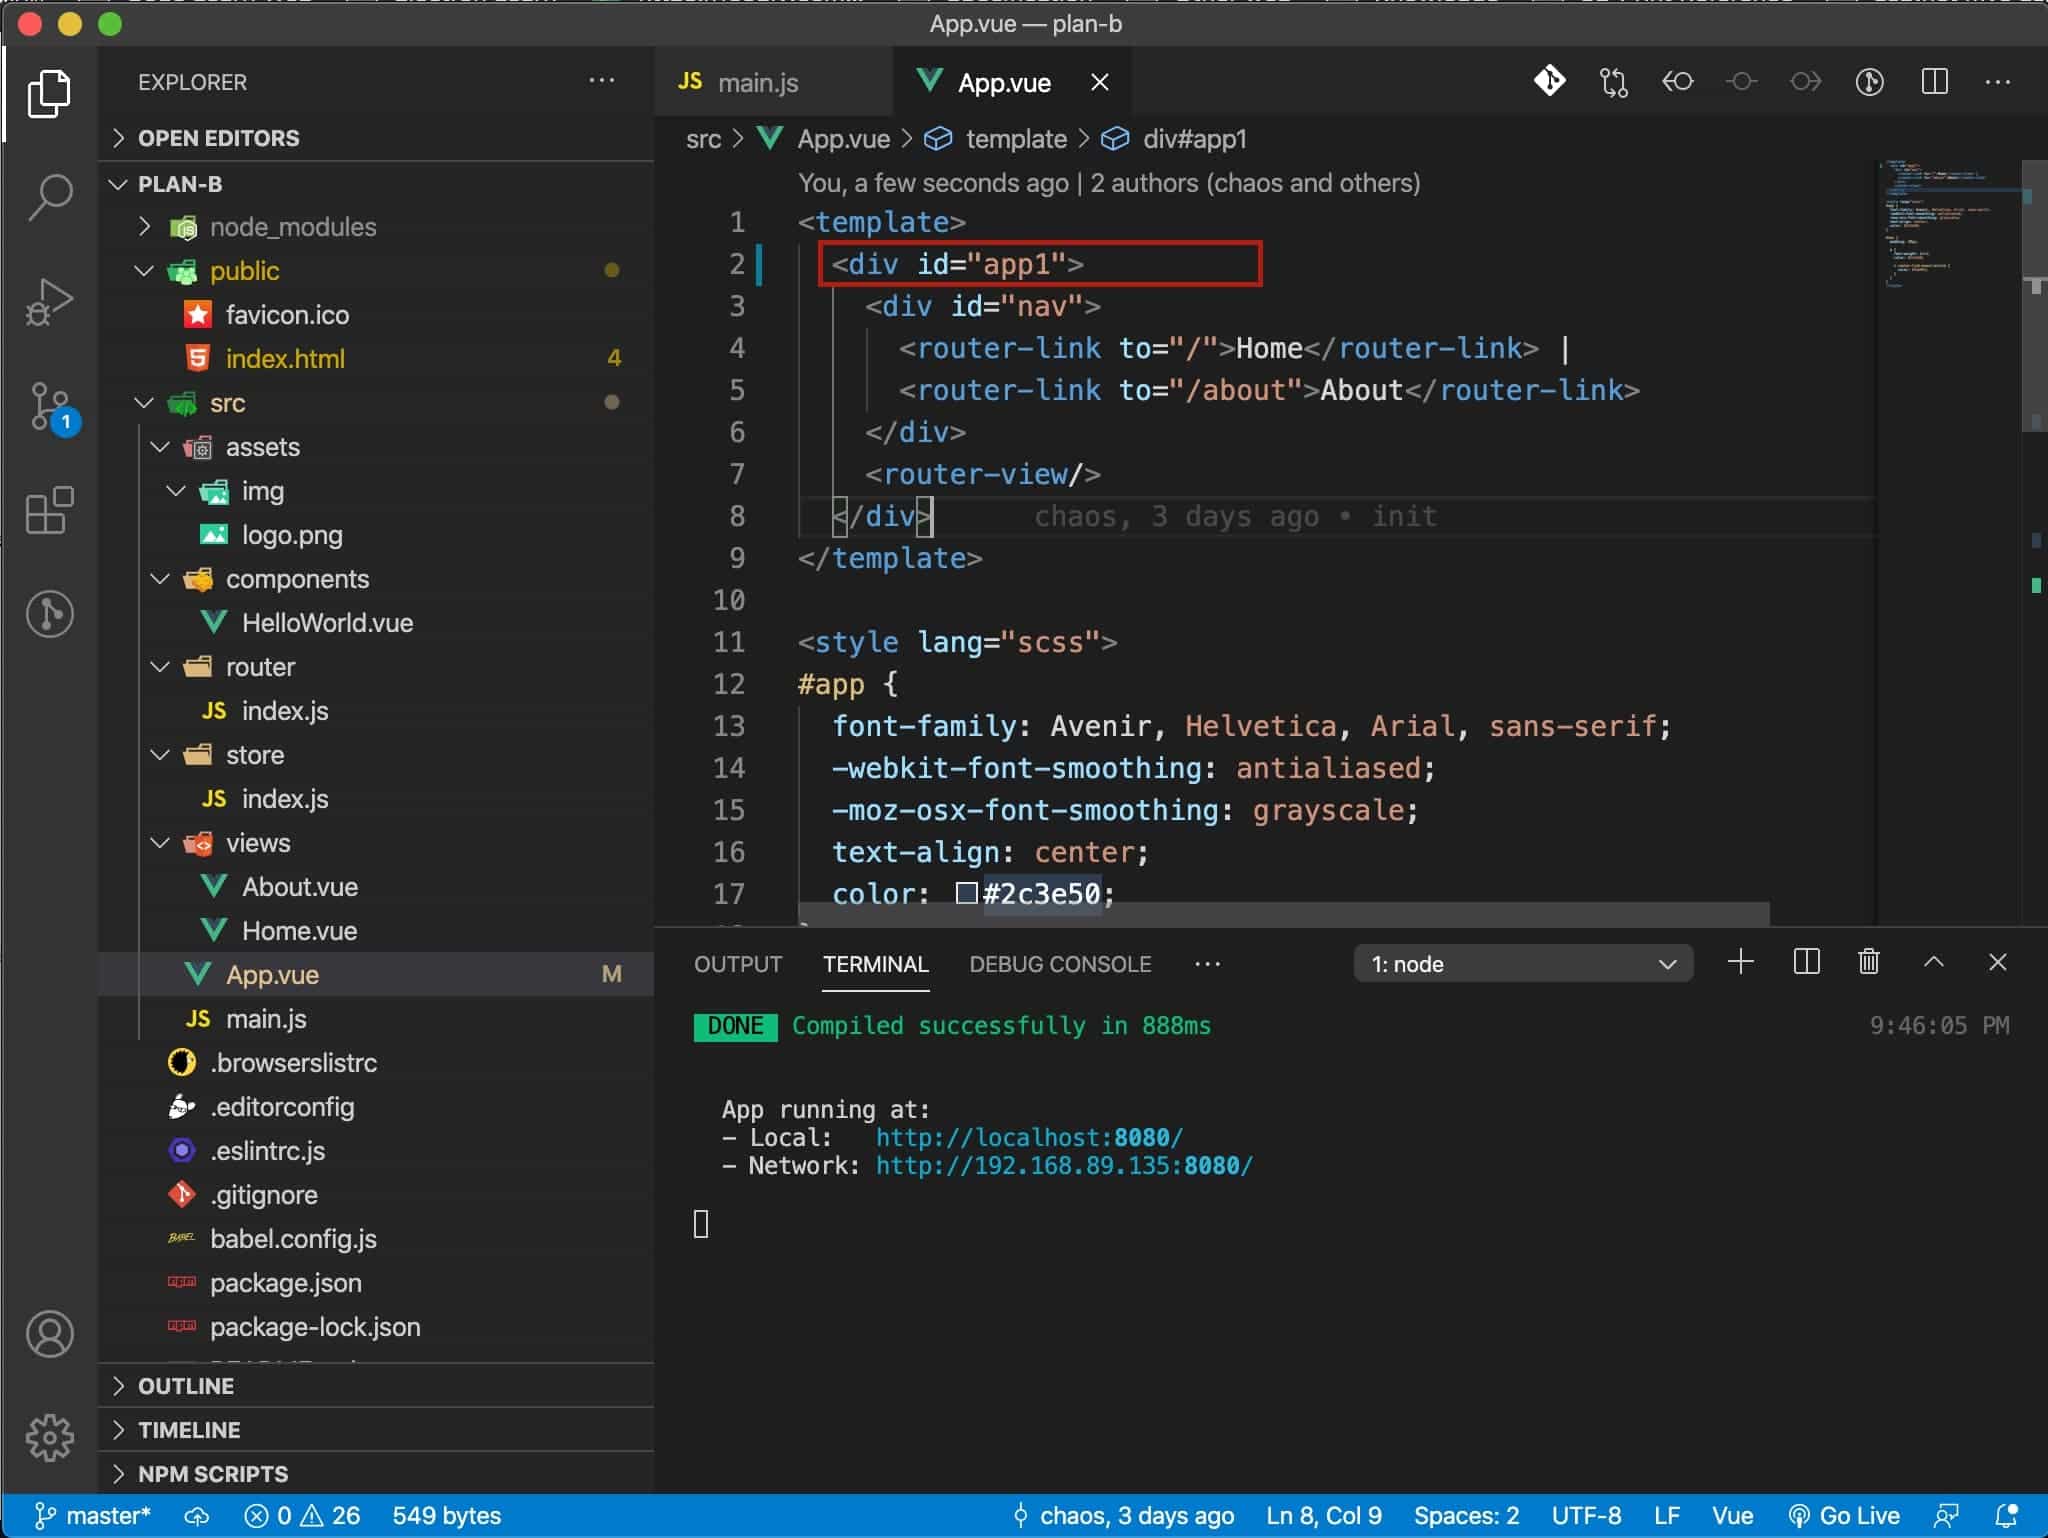 App.vue — plan-b
EXPLORER
OPEN EDITORS
PLAN-B
node_modules
public
favicon.ico
index.html 4
src
assets
img
logo.png
components
HelloWorld.vue
router
JS index.js
store
JS index.js
views
About.vue
Home.vue
App.vue M
JS main.js
.browserslistrc
.editorconfig
.eslintrc.js
.gitignore
BABEL babel.config.js
package.json
package-lock.json
OUTLINE
TIMELINE
NPM SCRIPTS
1
JS main.js
App.vue
src > App.vue > template > div#app1
You, a few seconds ago | 2 authors (chaos and others)
1 <template>
2 <div id="app1">
3 <div id="nav">
4 <router-link to="/">Home</router-link> |
5 <router-link to="/about">About</router-link>
6 </div>
7 <router-view/>
8 </div> chaos, 3 days ago • init
9 </template>
10
11 <style lang="scss">
12 #app {
13 font-family: Avenir, Helvetica, Arial, sans-serif;
14 -webkit-font-smoothing: antialiased;
15 -moz-osx-font-smoothing: grayscale;
16 text-align: center;
17 color: #2c3e50;
OUTPUT TERMINAL DEBUG CONSOLE ··· 1: node
DONE Compiled successfully in 888ms 9:46:05 PM
App running at:
- Local: http://localhost:8080/
- Network: http://192.168.89.135:8080/
master* 0 26 549 bytes chaos, 3 days ago Ln 8, Col 9 Spaces: 2 UTF-8 LF Vue Go Live